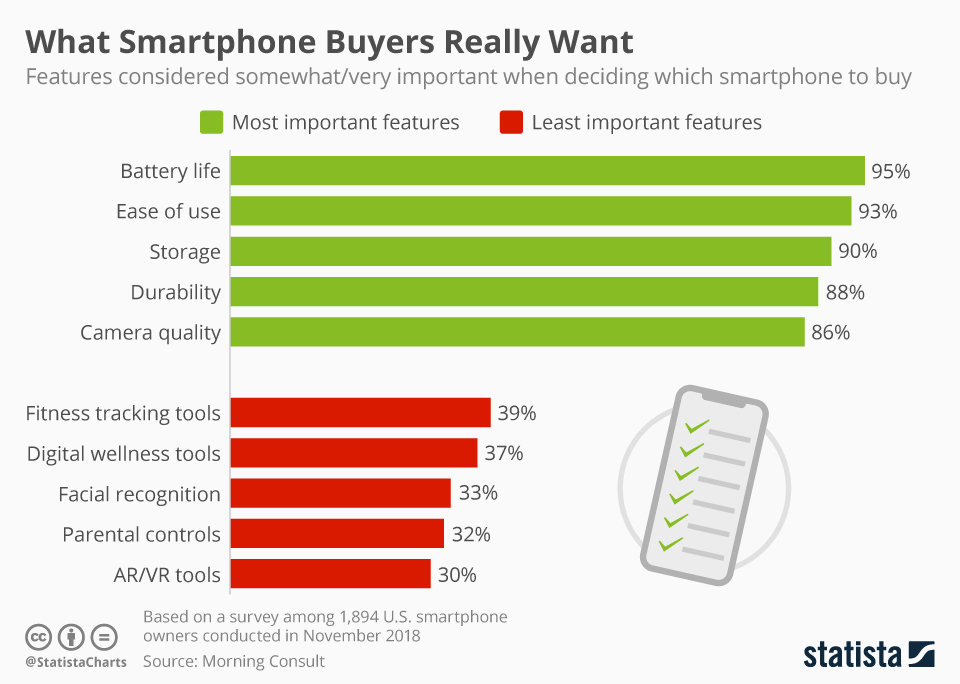 What Smartphone Buyers Really Want
Features considered somewhat/very important when deciding which smartphone to buy
Most important features
Least important features
Battery life 95%
Ease of use 93%
Storage 90%
Durability 88%
Camera quality 86%
Fitness tracking tools 39%
Digital wellness tools 37%
Facial recognition 33%
Parental controls 32%
AR/VR tools 30%
Based on a survey among 1,894 U.S. smartphone
owners conducted in November 2018
cc
@StatistaCharts
Source: Morning Consult
statista